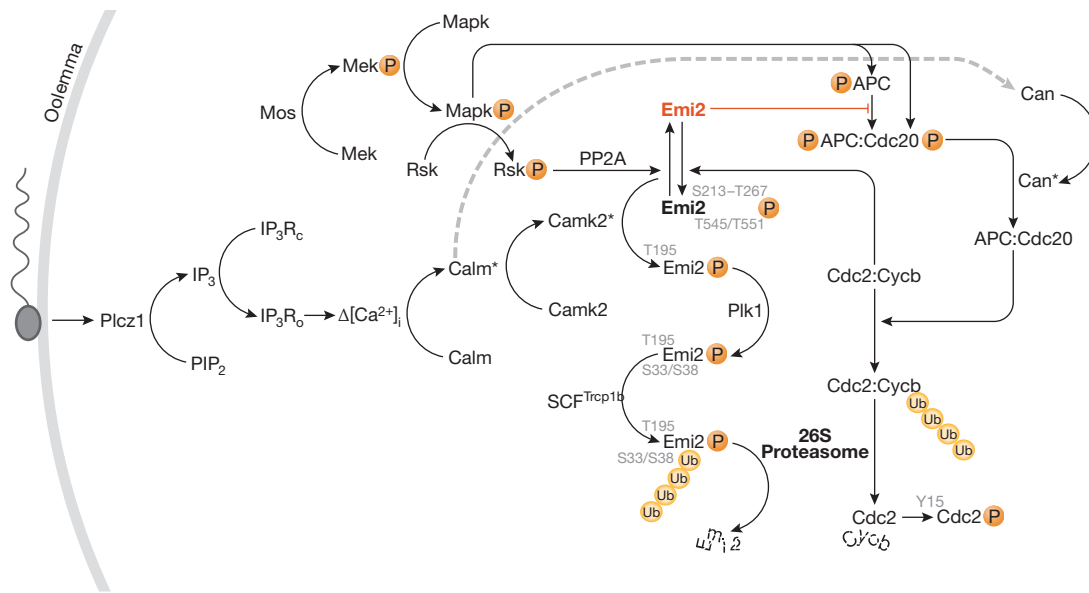 Oolemma
Mapk
Mek P
P APC
Can
Mos
Mapk P
Emi2
P APC:Cdc20 P
Mek
Rsk
Rsk P
PP2A
Can*
S213–T267
Emi2 P
T545/T551
Camk2*
IP3Rc
APC:Cdc20
T195
Emi2 P
IP3
Calm*
Cdc2:Cycb
Plcz1
IP3Ro
Δ[Ca2+]i
Camk2
Plk1
PIP2
Calm
T195
Emi2 P
S33/S38
Cdc2:Cycb
SCFTrcp1b
Ub
Ub
Ub
Ub
T195
Emi2 P
S33/S38
Ub
Ub
Ub
Ub
26S
Proteasome
Y15
Cdc2
Cdc2 P
Cycb
Emi2